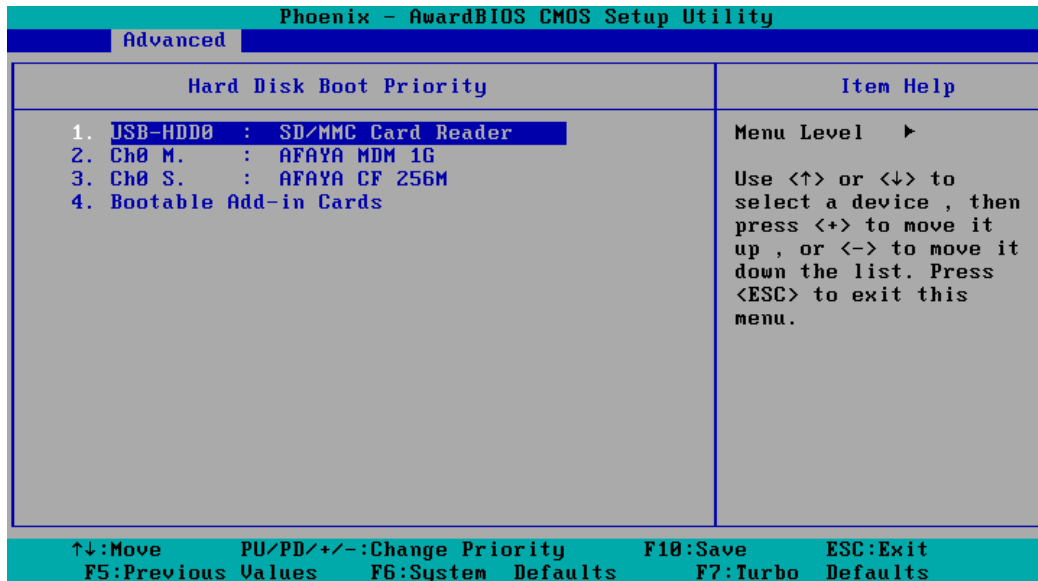 Phoenix - AwardBIOS CMOS Setup Utility
Advanced
Hard Disk Boot Priority
1. USB-HDD0 : SD/MMC Card Reader
2. Ch0 M. : AFAYA MDM 1G
3. Ch0 S. : AFAYA CF 256M
4. Bootable Add-in Cards
Item Help
Menu Level ▶
Use <↑> or <↓> to
select a device , then
press <+> to move it
up , or <-> to move it
down the list. Press
<ESC> to exit this
menu.
↑↓:Move PU/PD/+/-:Change Priority F10:Save ESC:Exit
F5:Previous Values F6:System Defaults F7:Turbo Defaults